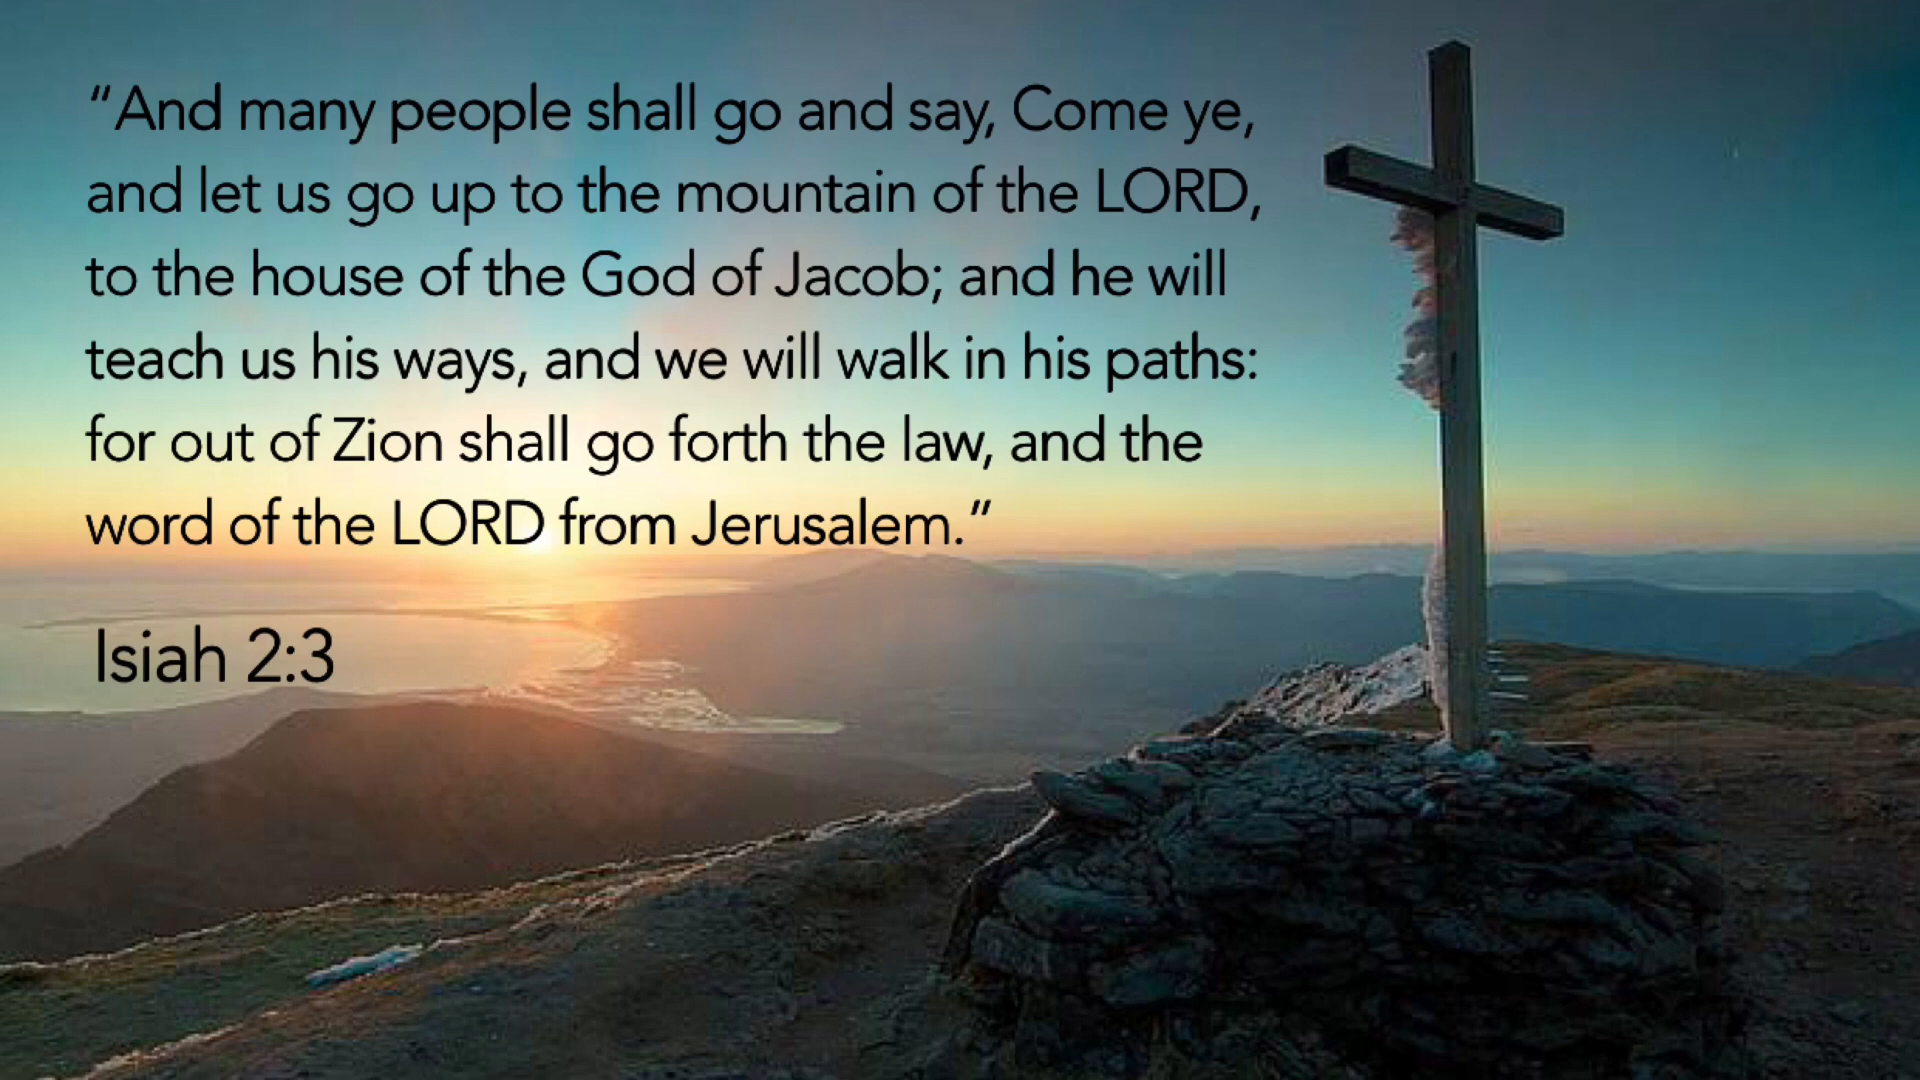 “And many people shall go and say, Come ye,
and let us go up to the mountain of the LORD,
to the house of the God of Jacob; and he will
teach us his ways, and we will walk in his paths:
for out of Zion shall go forth the law, and the
word of the LORD from Jerusalem.”
Isiah 2:3